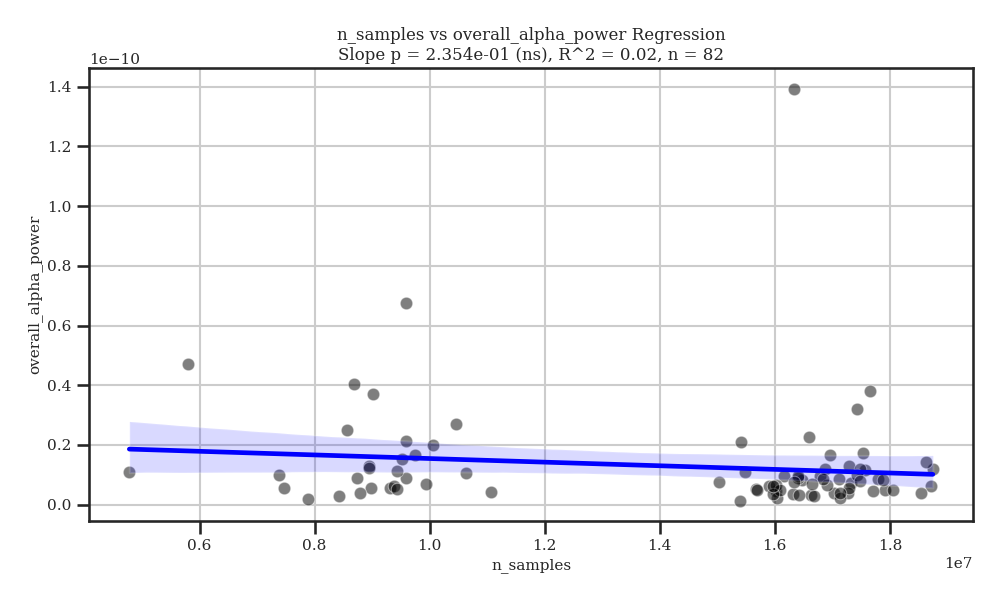 n_samples vs overall_alpha_power Regression
Slope p = 2.354e-01 (ns), R^2 = 0.02, n = 82
1e−10
1.4
1.2
1.0
0.8
0.6
0.4
0.2
0.0
overall_alpha_power
0.6 0.8 1.0 1.2 1.4 1.6 1.8
1e7
n_samples